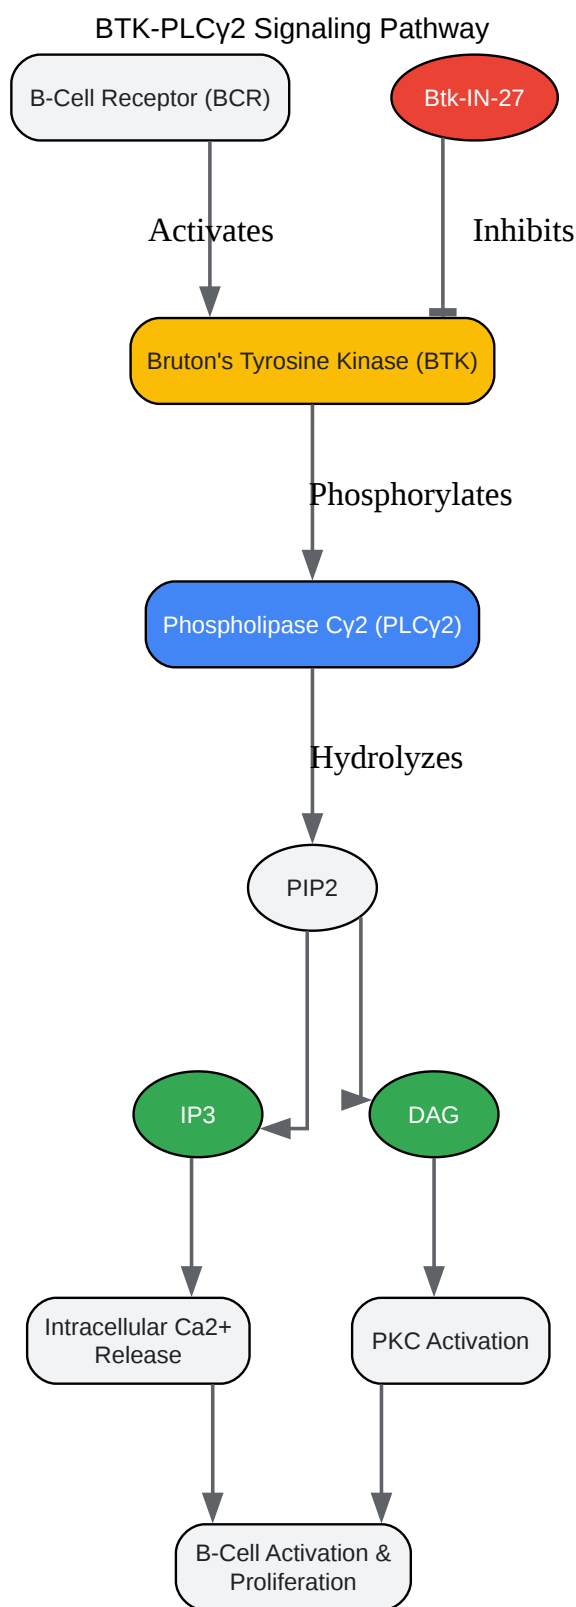 BTK-PLCγ2 Signaling Pathway
B-Cell Receptor (BCR)
Btk-IN-27
Activates
Inhibits
Bruton's Tyrosine Kinase (BTK)
Phosphorylates
Phospholipase Cγ2 (PLCγ2)
Hydrolyzes
PIP2
IP3
DAG
Intracellular Ca2+
Release
PKC Activation
B-Cell Activation &
Proliferation